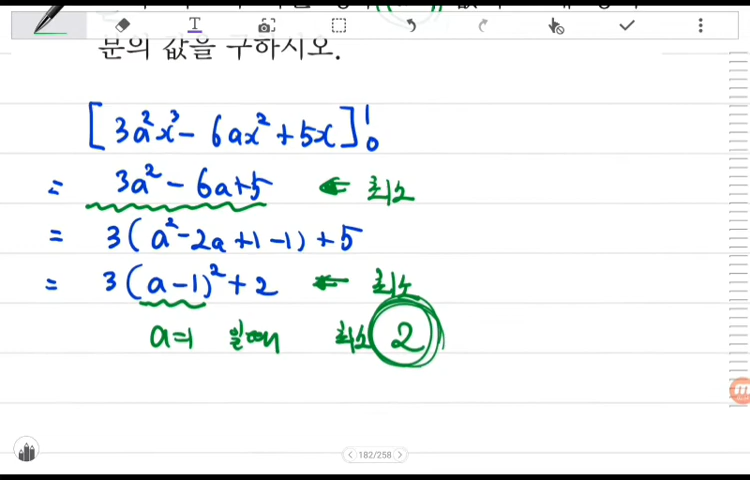 문의 값을 구하시오.
[3a²x³ - 6ax² + 5x]₀¹
= 3a² - 6a + 5 ← 최소
= 3(a² - 2a + 1 - 1) + 5
= 3(a - 1)² + 2 ← 최소
a=1 일때 최소 2
182/258